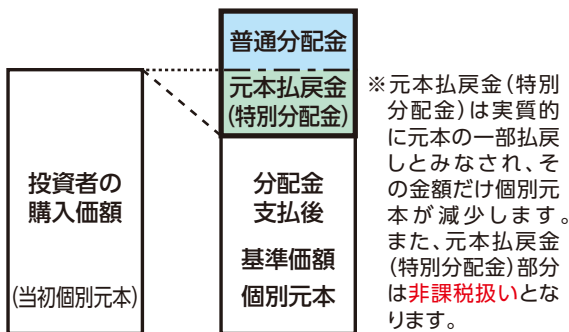 普通分配金
元本払戻金
(特別分配金)
投資者の
購入価額
(当初個別元本)
分配金
支払後
基準価額
個別元本
※元本払戻金(特別
分配金)は実質的
に元本の一部払戻
しとみなされ、そ
の金額だけ個別元
本が減少します。
また、元本払戻金
(特別分配金)部分
は非課税扱いとな
ります。